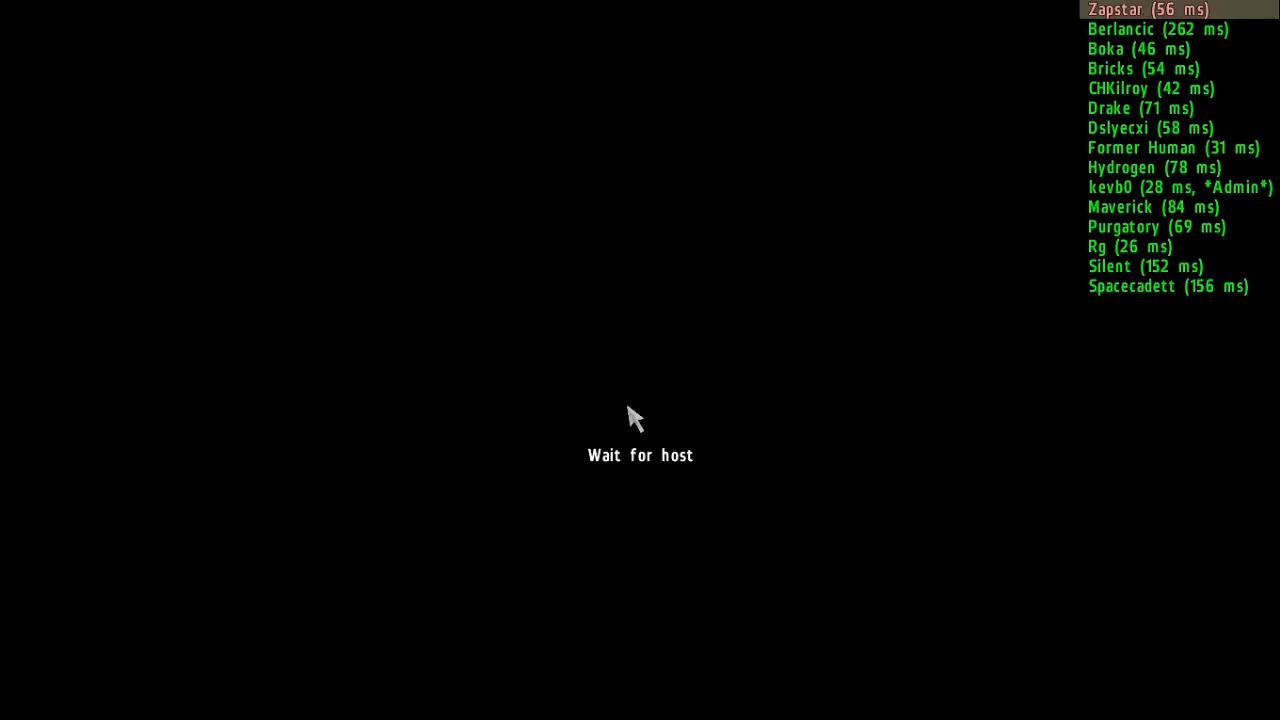 Zapstar (56 ms)
Berlancic (262 ms)
Boka (46 ms)
Bricks (54 ms)
CHKilroy (42 ms)
Drake (71 ms)
Dslyecxi (58 ms)
Former Human (31 ms)
Hydrogen (78 ms)
kevb0 (28 ms, *Admin*)
Maverick (84 ms)
Purgatory (69 ms)
Rg (26 ms)
Silent (152 ms)
Spacecadett (156 ms)
Wait for host